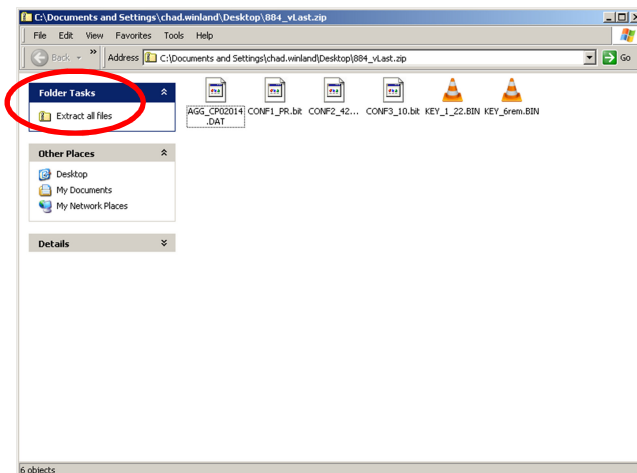 C:\Documents and Settings\chad.winland\Desktop\884_vLast.zip
File Edit View Favorites Tools Help
Back » Address C:\Documents and Settings\chad.winland\Desktop\884_vLast.zip Go
Folder Tasks
Extract all files
Other Places
Desktop
My Documents
My Network Places
Details
AGG_CP02014 CONF1_PR.bit CONF2_42... CONF3_10.bit KEY_1_22.BIN KEY_6rem.BIN
.DAT
6 objects